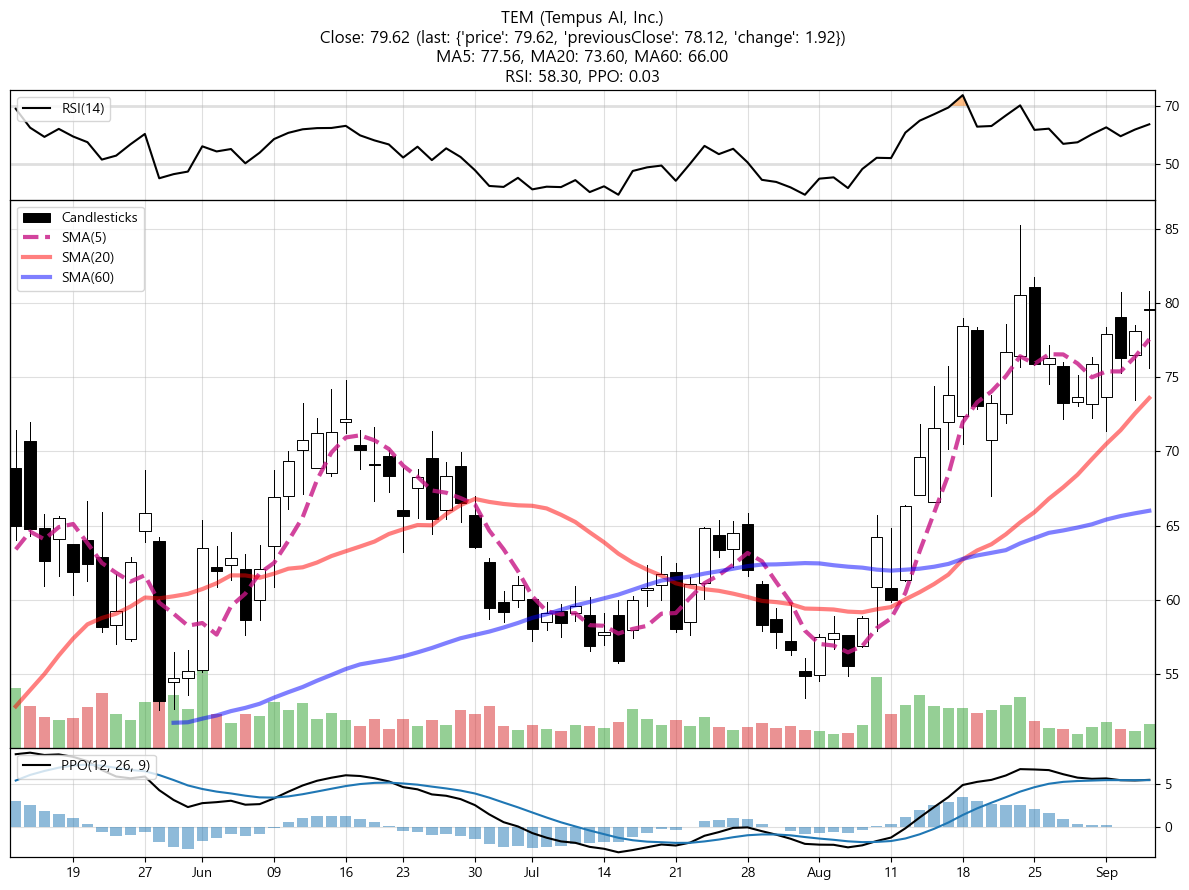 TEM (Tempus AI, Inc.)
Close: 79.62 (last: {'price': 79.62, 'previousClose': 78.12, 'change': 1.92})
MA5: 77.56, MA20: 73.60, MA60: 66.00
RSI: 58.30, PPO: 0.03
RSI(14)
70
50
Candlesticks
SMA(5)
SMA(20)
SMA(60)
85
80
75
70
65
60
55
PPO(12, 26, 9)
5
0
19 27 Jun 09 16 23 30 Jul 14 21 28 Aug 11 18 25 Sep